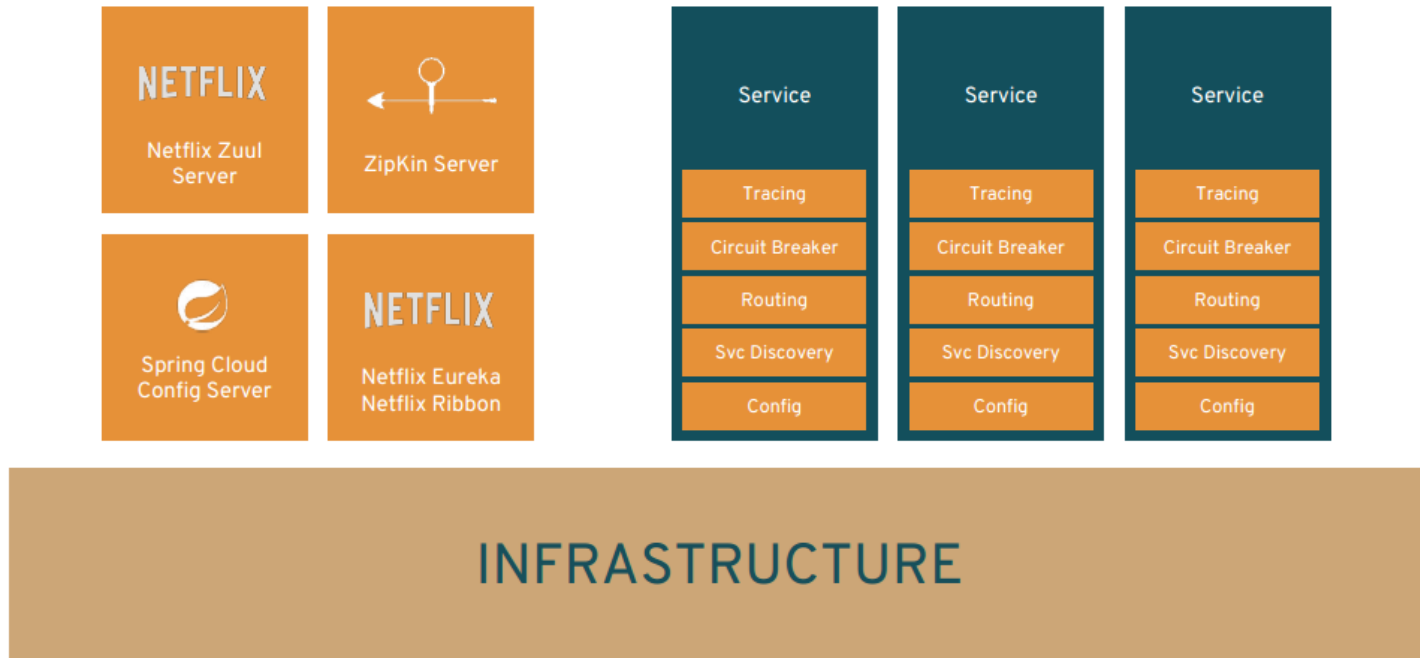 NETFLIX
Netflix Zuul
Server
ZipKin Server
NETFLIX
Spring Cloud
Config Server
Netflix Eureka
Netflix Ribbon
Service
Tracing
Circuit Breaker
Routing
Svc Discovery
Config
Service
Tracing
Circuit Breaker
Routing
Svc Discovery
Config
Service
Tracing
Circuit Breaker
Routing
Svc Discovery
Config
INFRASTRUCTURE